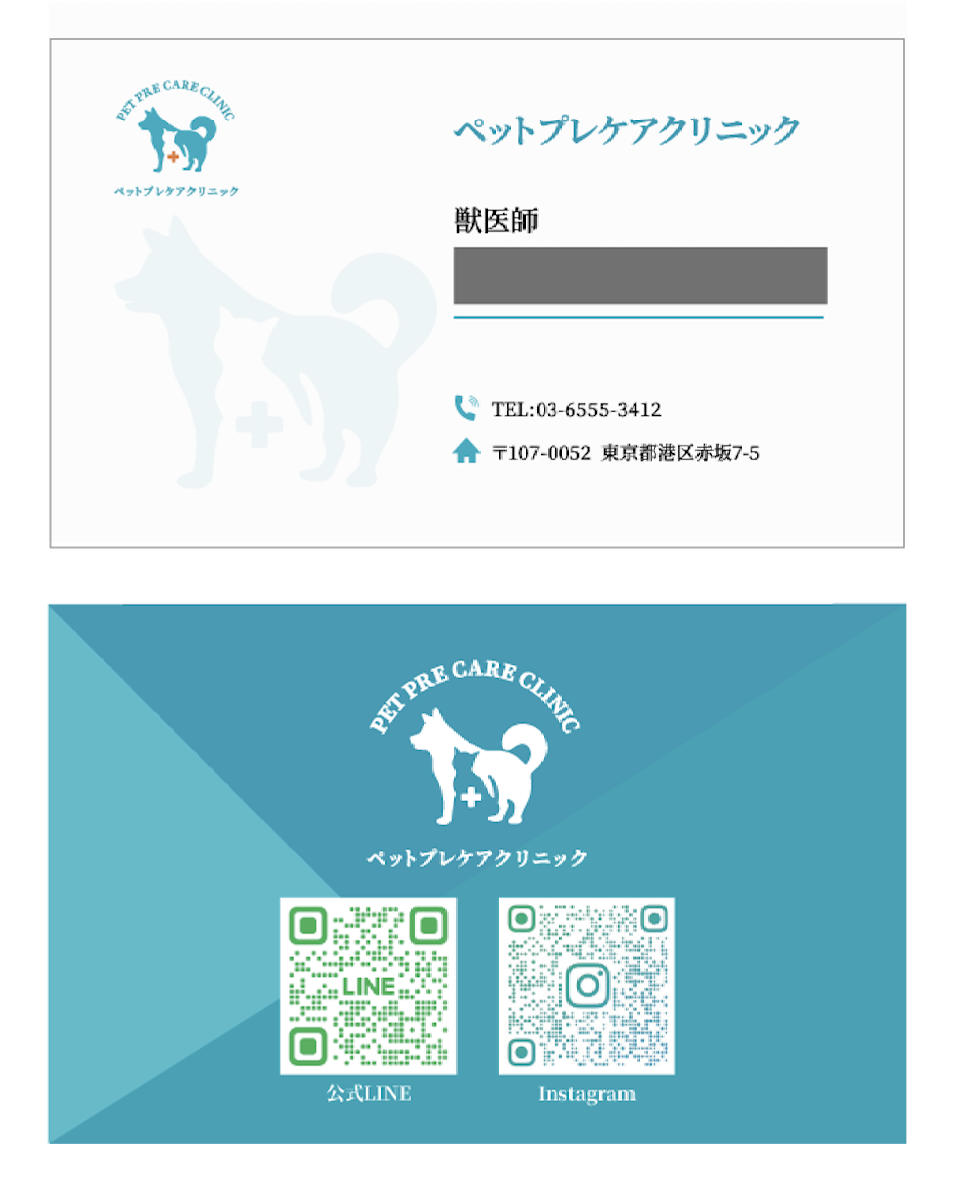 PET PRE CARE CLINIC
ペットプレケアクリニック
ペットプレケアクリニック
獣医師
TEL:03-6555-3412
〒107-0052 東京都港区赤坂7-5
PET PRE CARE CLINIC
ペットプレケアクリニック
LINE
公式LINE
Instagram